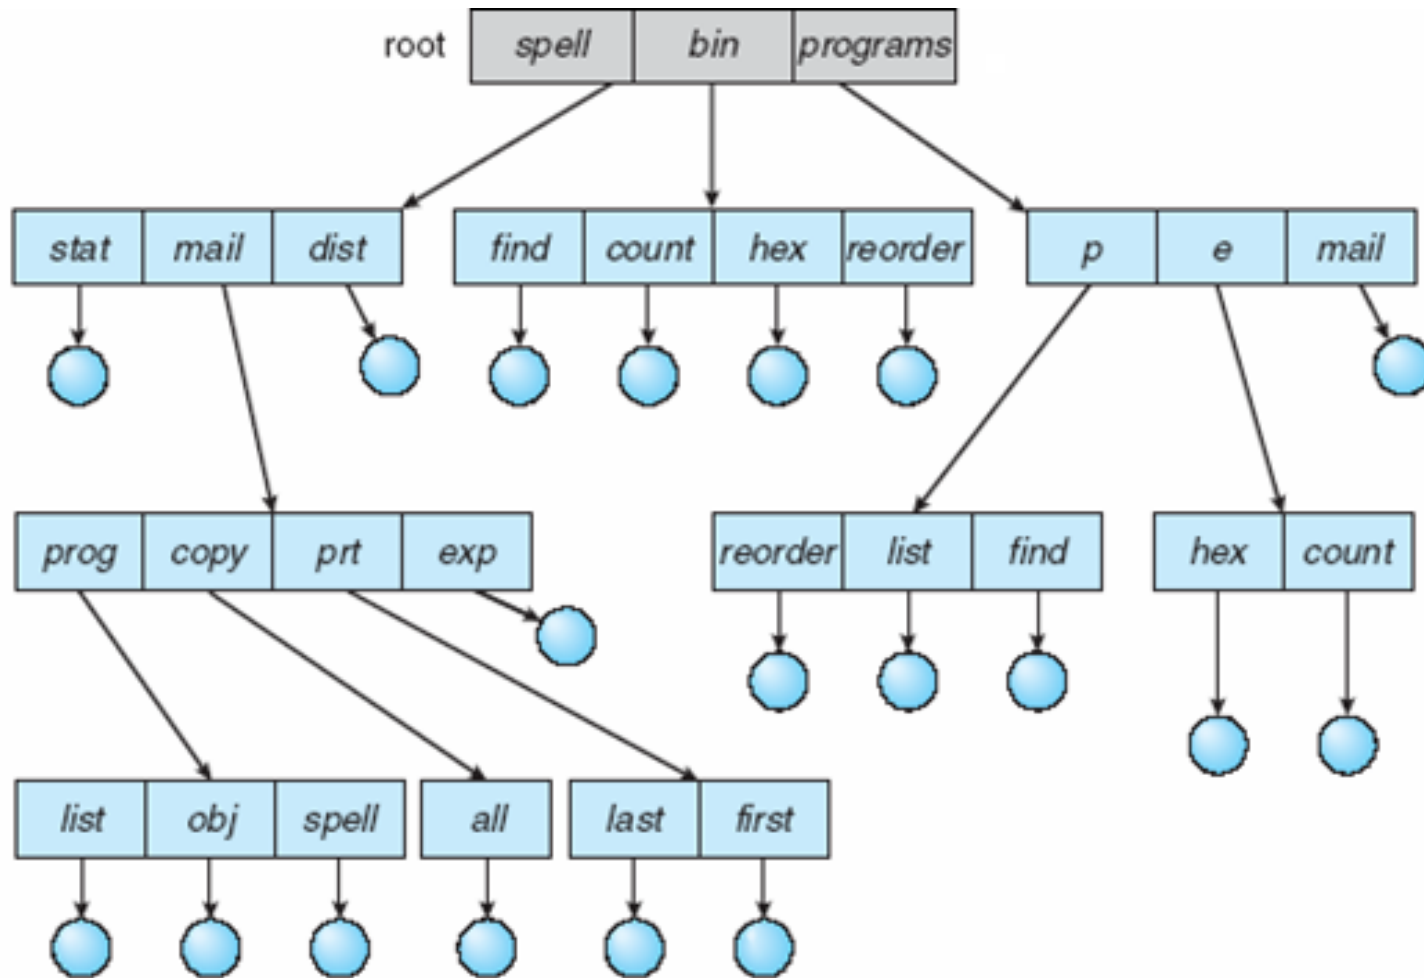 root spell bin programs
stat mail dist find count hex reorder p e mail
prog copy prt exp reorder list find hex count
list obj spell all last first